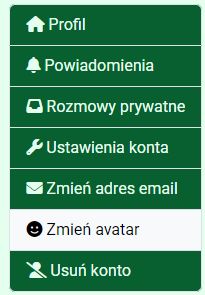 Profil
Powiadomienia
Rozmowy prywatne
Ustawienia konta
Zmień adres email
Zmień avatar
Usuń konto